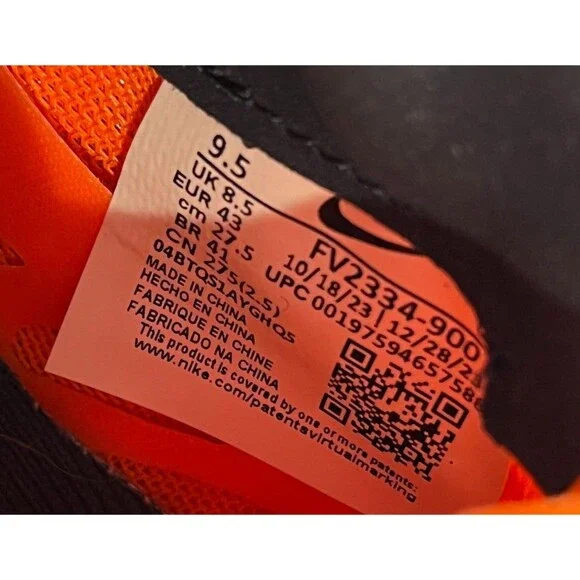 9.5
UK 8.5
EUR 43
cm 27.5
BR 41
CN 275(2.5)
04BTQS1AYGNQS
MADE IN CHINA
HECHO EN CHINA
FABRIQUE EN CHINE
FABRICADO NA CHINA
This product is covered by one or more patents:
www.nike.com/patentsvirtualmarking
FV2334-900
10/18/23 | 12/28/23
UPC 0019759465758